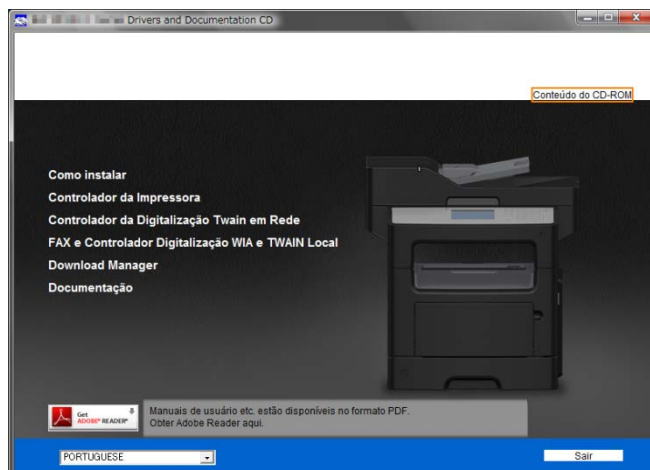 Drivers and Documentation CD
Conteúdo do CD-ROM
Como instalar
Controlador da Impressora
Controlador da Digitalização Twain em Rede
FAX e Controlador Digitalização WIA e TWAIN Local
Download Manager
Documentação
Get
ADOBE® READER®
Manuais de usuário etc. estão disponíveis no formato PDF.
Obter Adobe Reader aqui.
PORTUGUESE
Sair